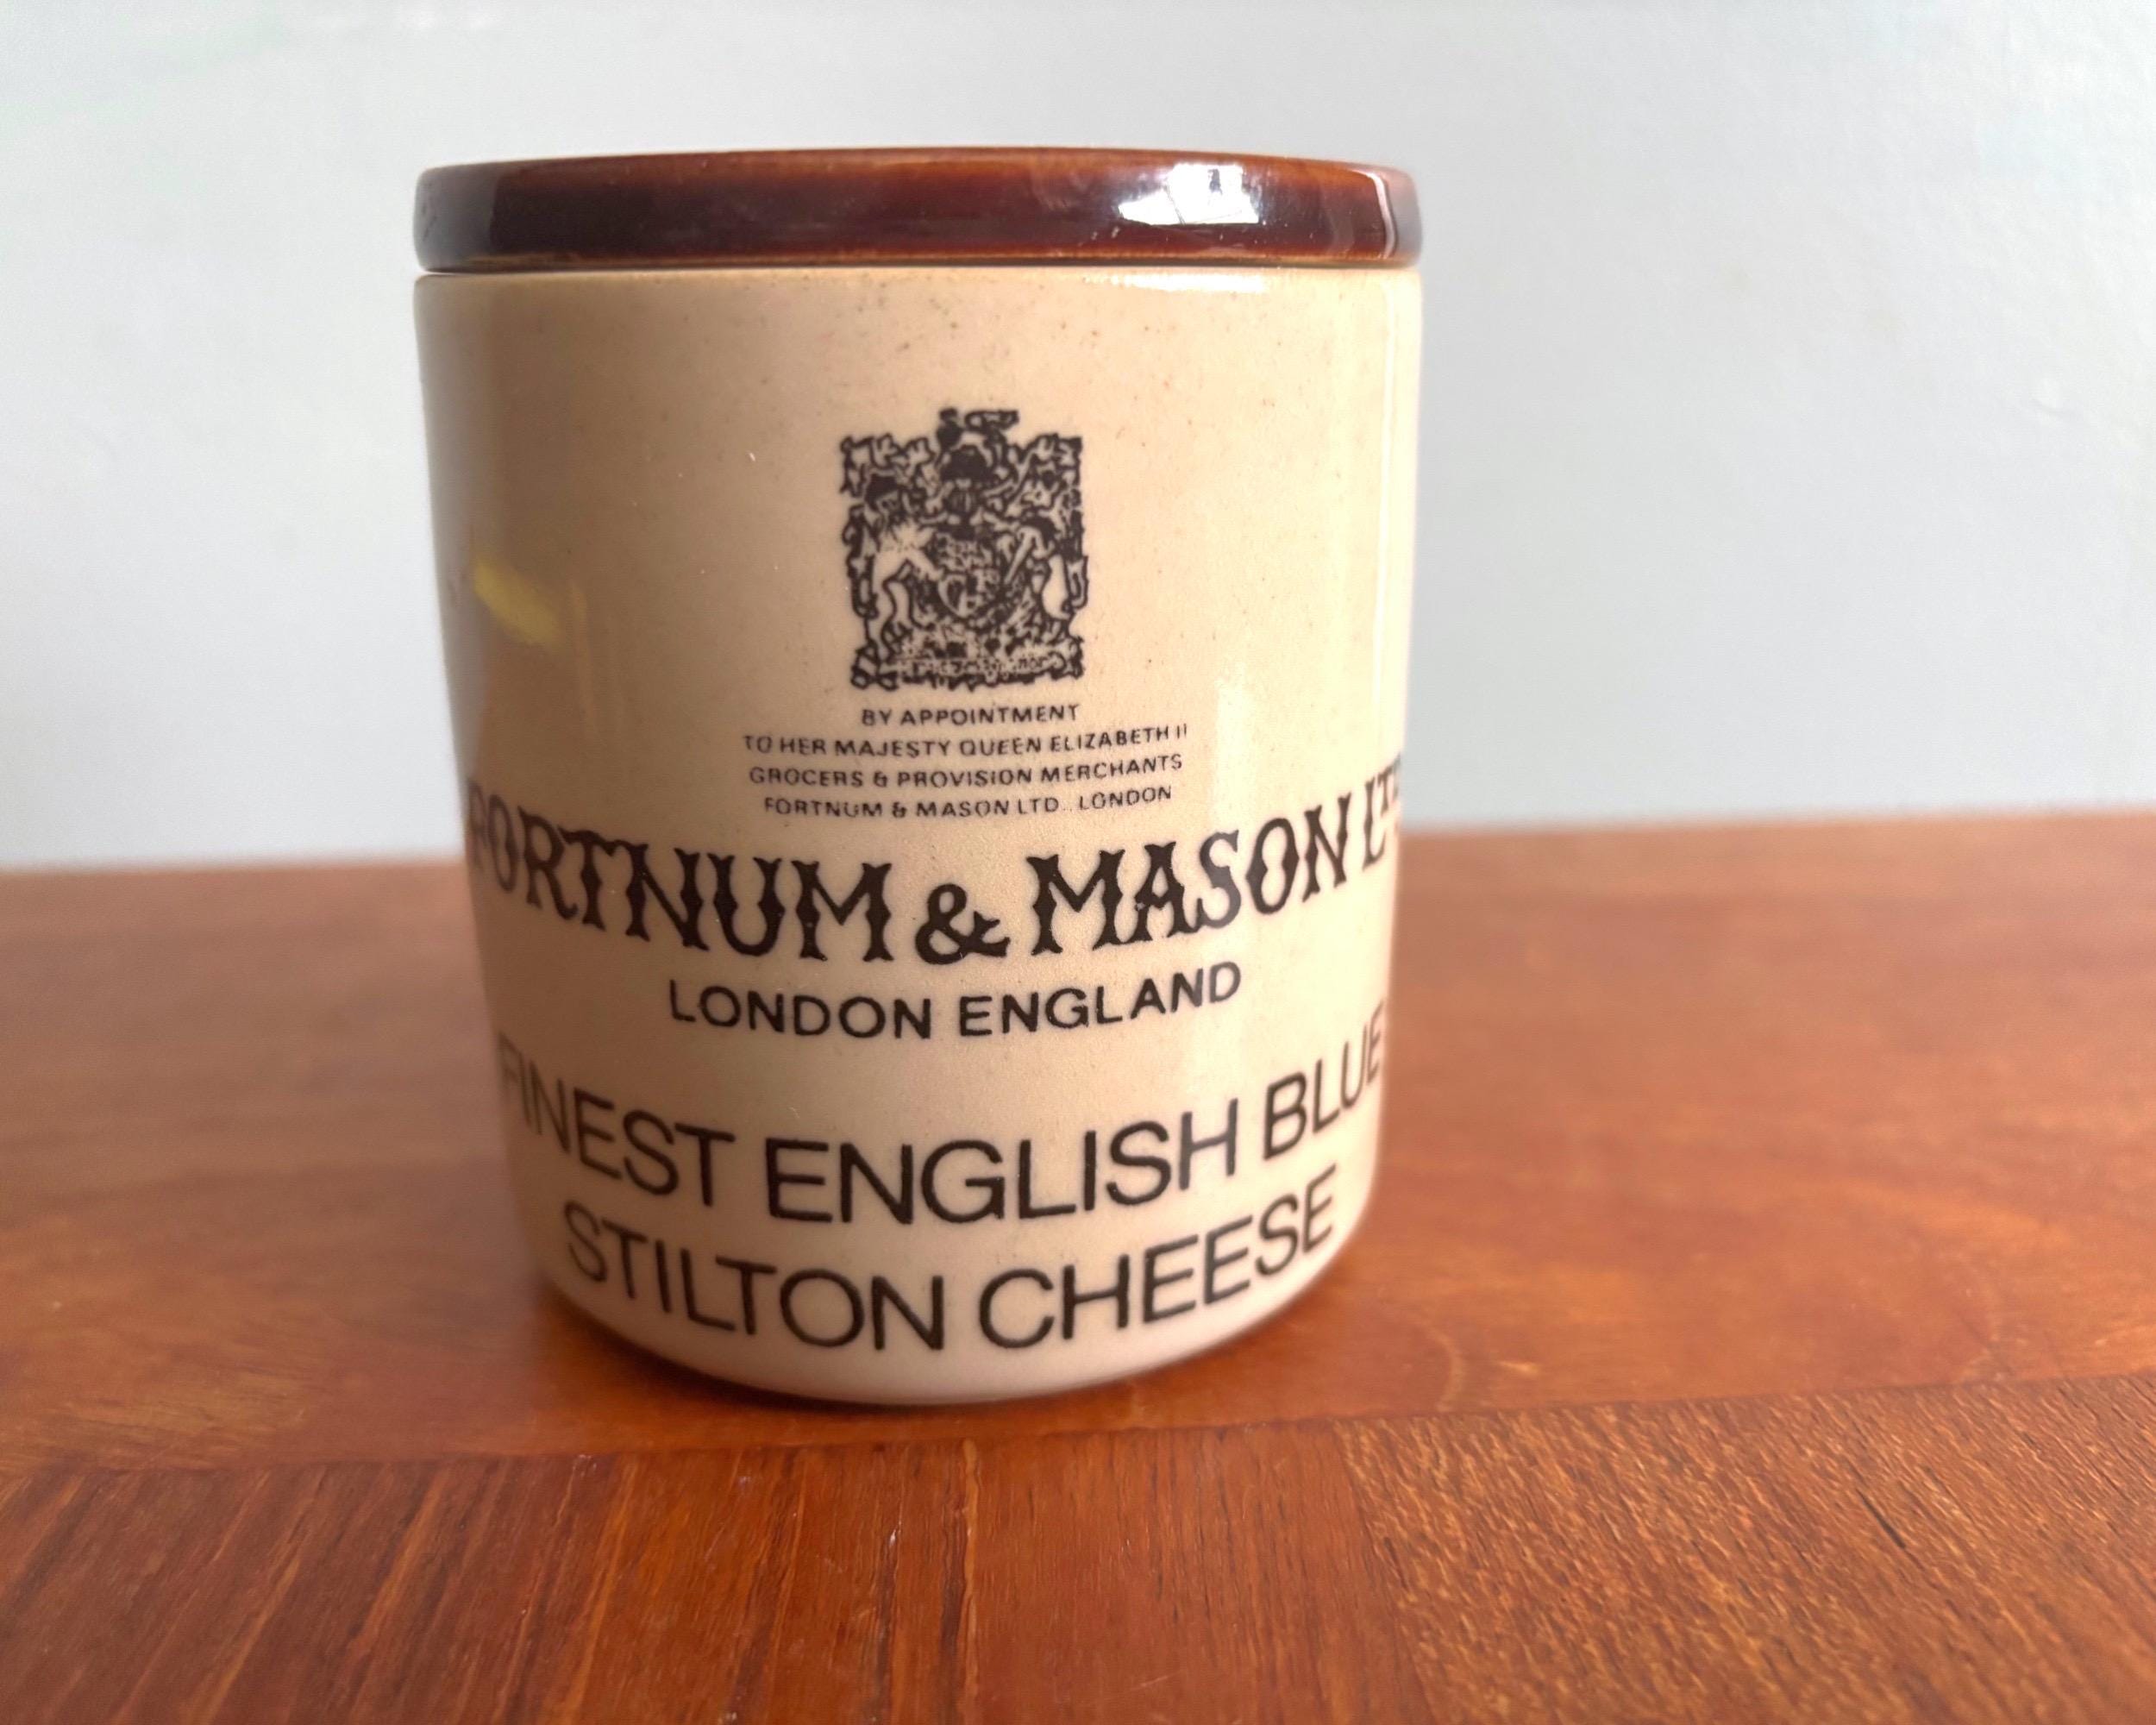 BY APPOINTMENT
TO HER MAJESTY QUEEN ELIZABETH II
GROCERS & PROVISION MERCHANTS
FORTNUM & MASON LTD., LONDON
FORTNUM & MASON LTD
LONDON ENGLAND
FINEST ENGLISH BLUE
STILTON CHEESE